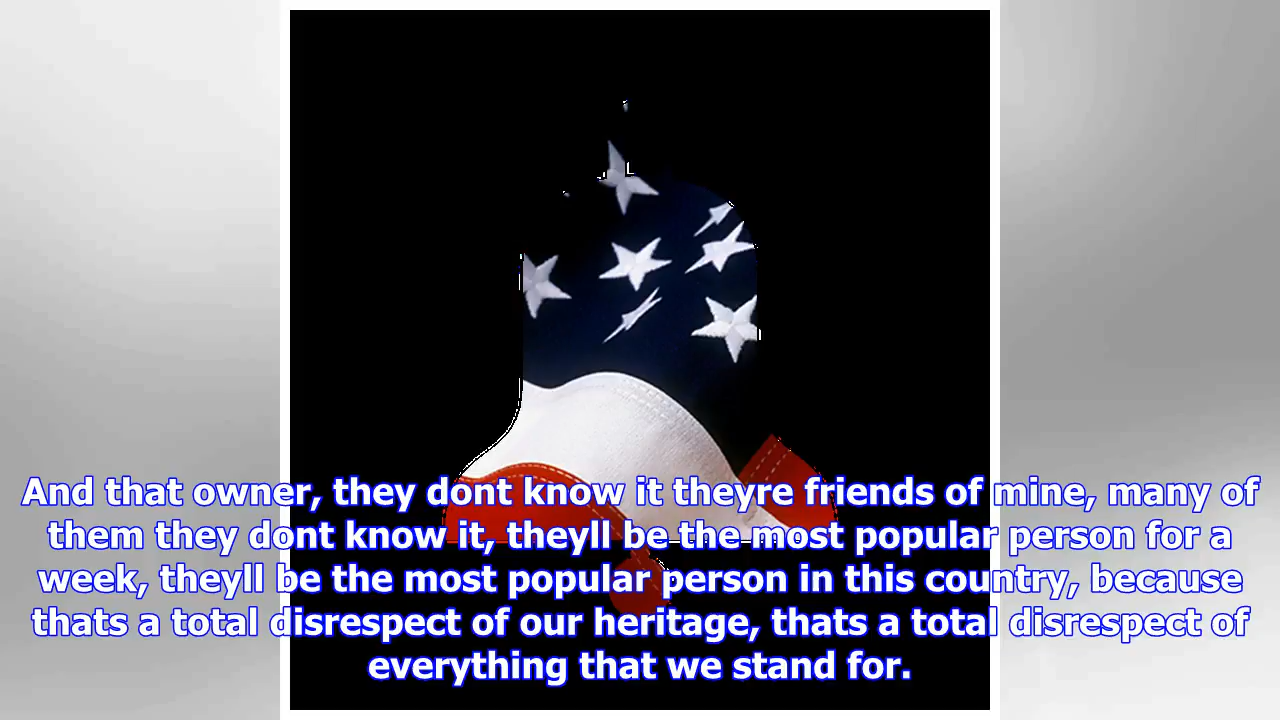 And that owner, they dont know it theyre friends of mine, many of
them they dont know it, theyll be the most popular person for a
week, theyll be the most popular person in this country, because
thats a total disrespect of our heritage, thats a total disrespect of
everything that we stand for.